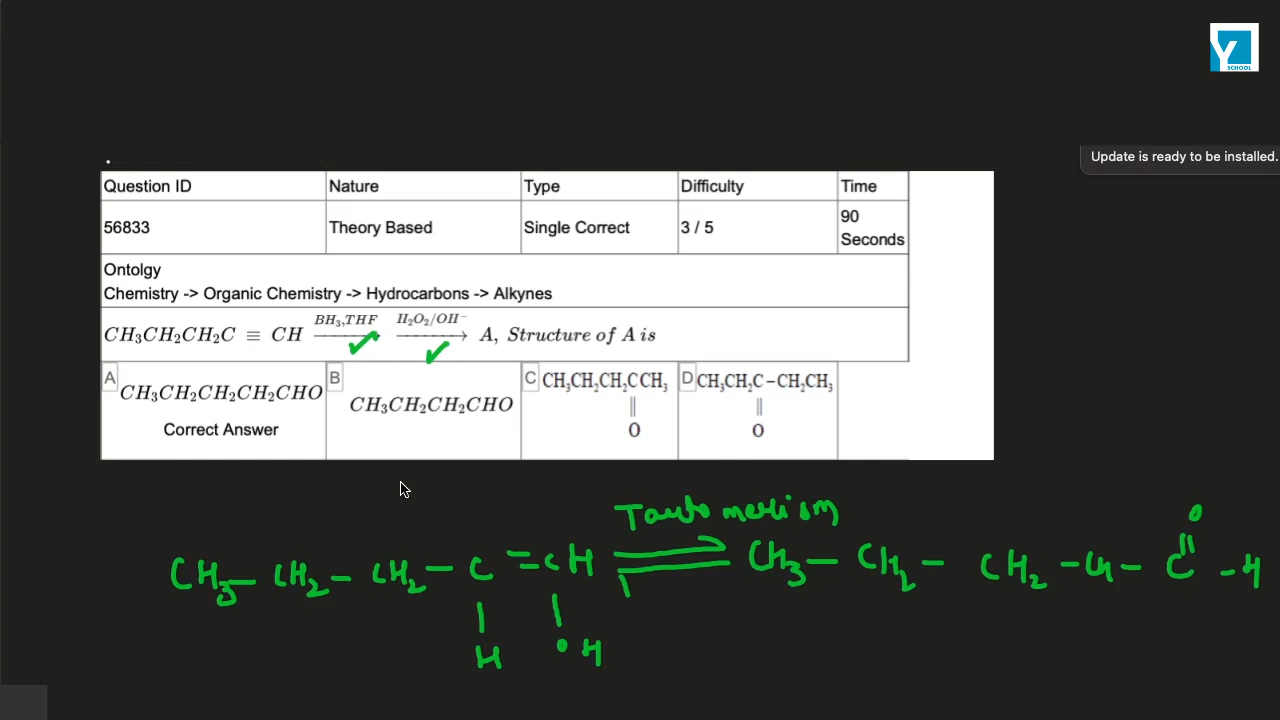 Y
SCHOOL
Update is ready to be installed.
Question ID Nature Type Difficulty Time
56833 Theory Based Single Correct 3 / 5 90 Seconds
Ontolgy
Chemistry -> Organic Chemistry -> Hydrocarbons -> Alkynes
CH₃CH₂CH₂C ≡ CH —BH₃,THF→ —H₂O₂/OH⁻→ A, Structure of A is
A CH₃CH₂CH₂CH₂CHO
Correct Answer
B CH₃CH₂CH₂CHO
C CH₃CH₂CH₂CCH₃
||
O
D CH₃CH₂C-CH₂CH₃
||
O
Tautomerism
O
CH₃ - CH₂ - CH₂ - C = CH ⇌ CH₃ - CH₂ - CH₂ - CH - C - H
H OH